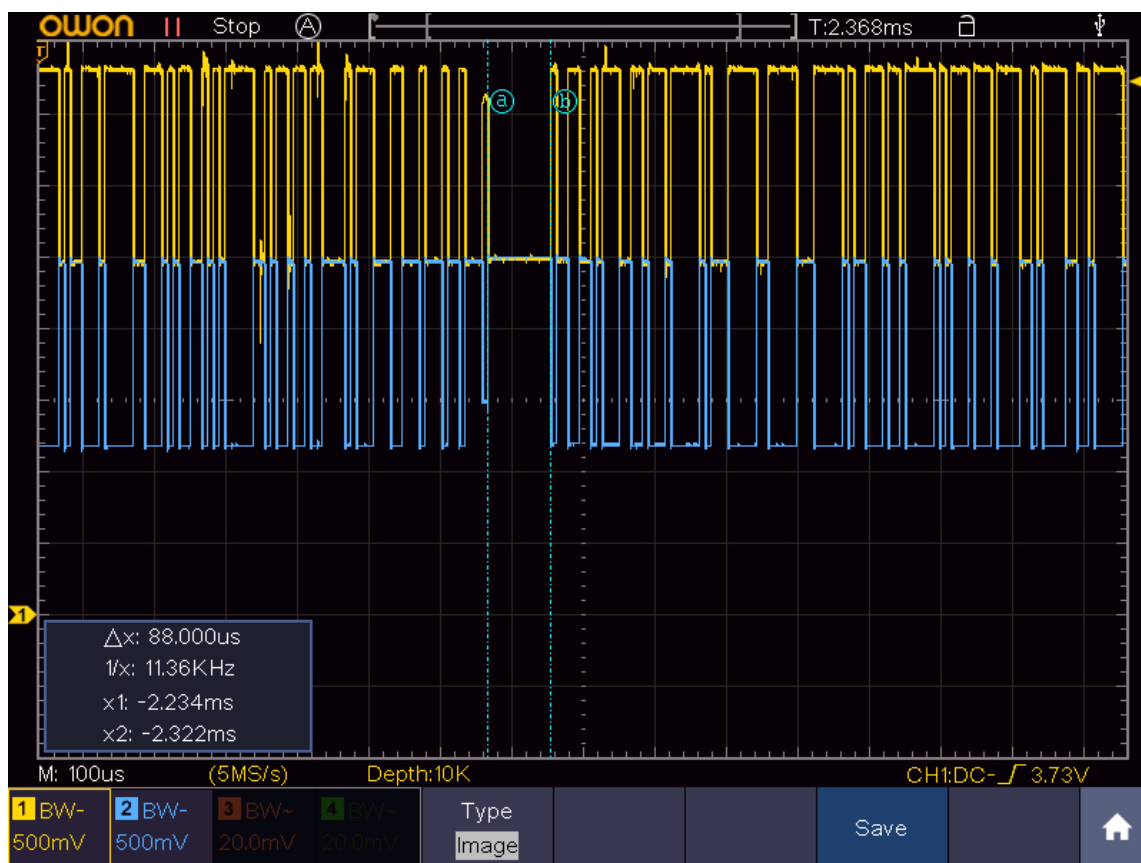 owon Stop A T:2.368ms
T
a b
1
△x: 88.000us
1/x: 11.36KHz
x1: -2.234ms
x2: -2.322ms
M: 100us (5MS/s) Depth:10K CH1:DC- 3.73V
1 BW- 2 BW- 3 BW~ 4 BW~ Type
500mV 500mV 20.0mV 20.0mV Image
Save